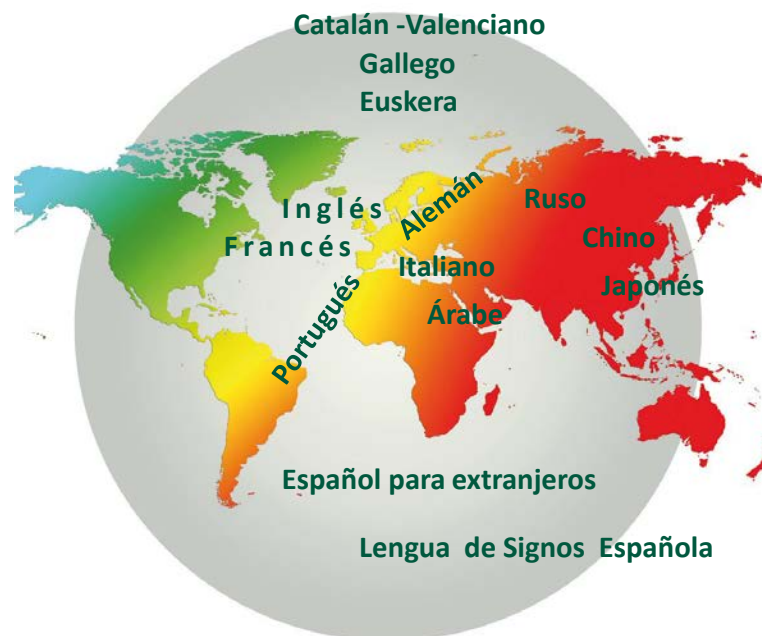 Catalán -Valenciano
Gallego
Euskera
Inglés
Alemán
Ruso
Francés
Chino
Italiano
Japonés
Portugués
Árabe
Español para extranjeros
Lengua de Signos Española